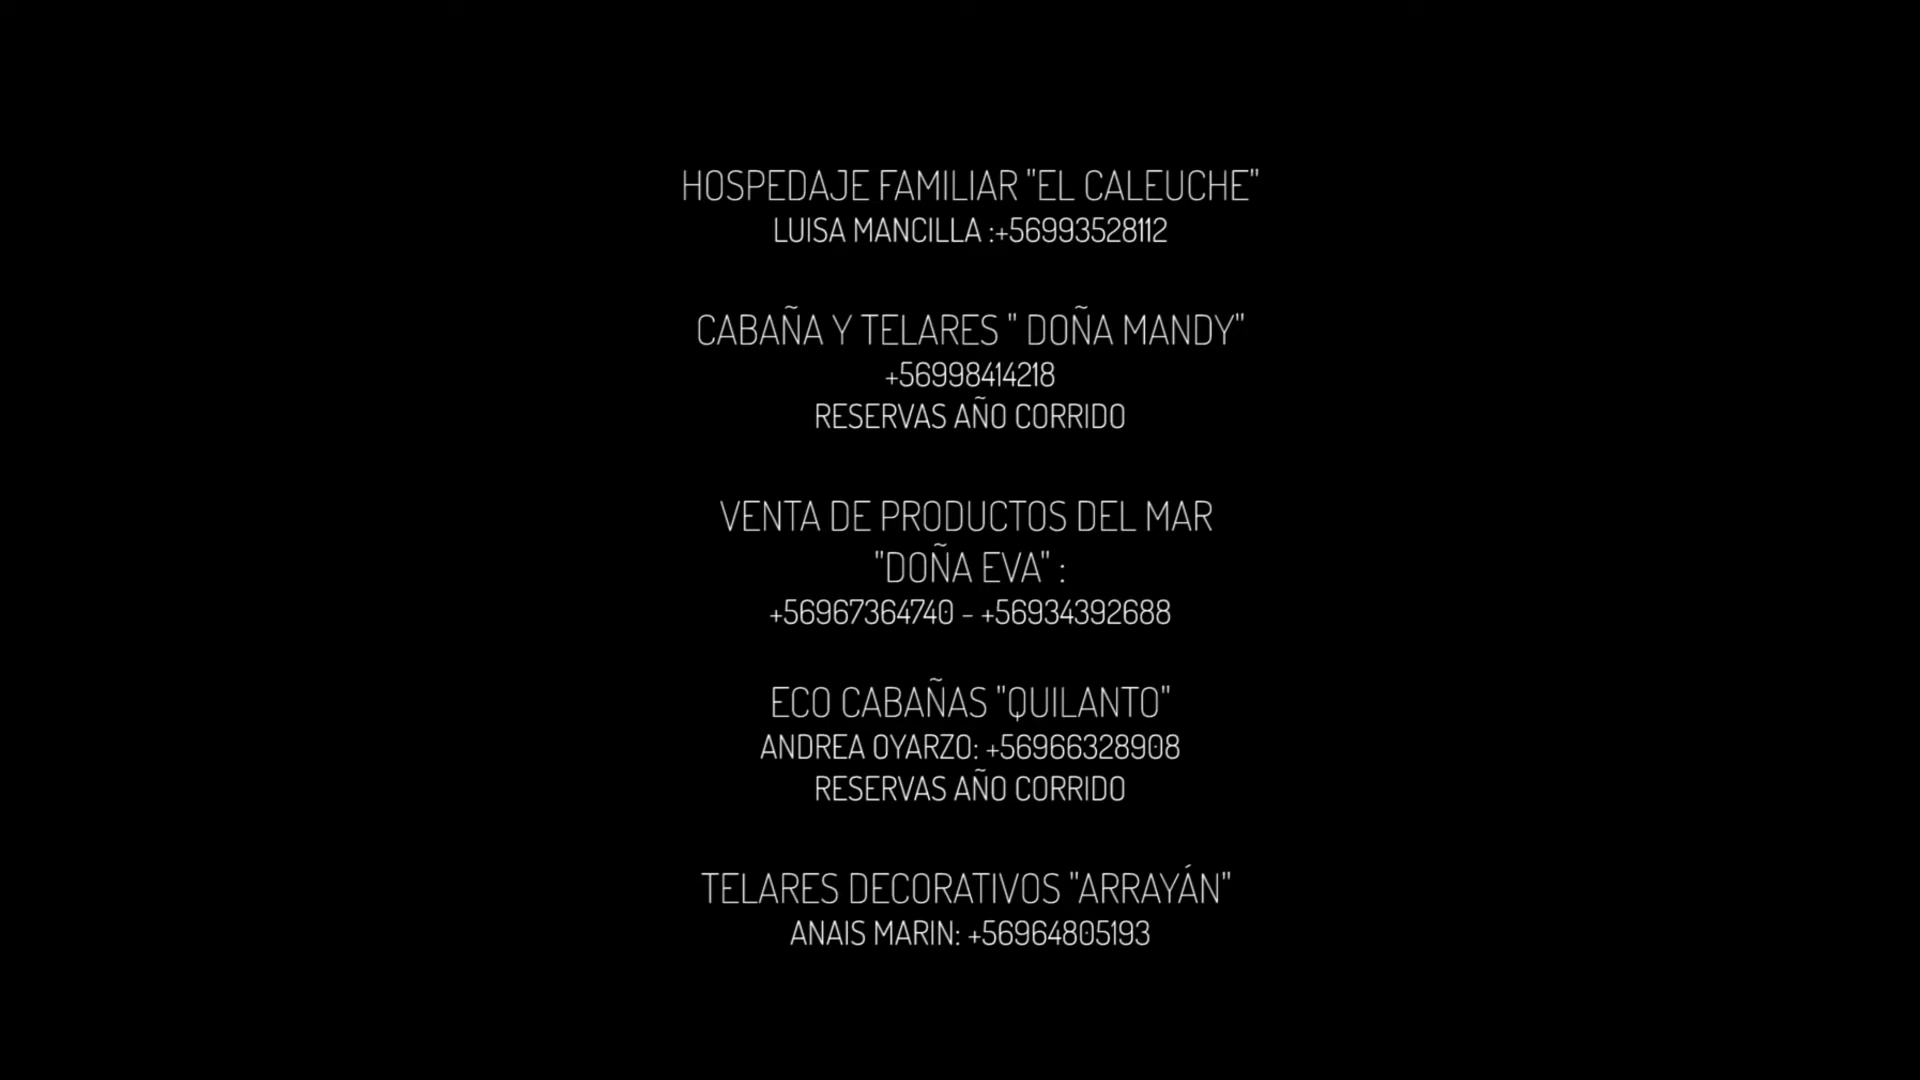 HOSPEDAJE FAMILIAR "EL CALEUCHE"
LUISA MANCILLA :+56993528112
CABAÑA Y TELARES " DOÑA MANDY"
+56998414218
RESERVAS AÑO CORRIDO
VENTA DE PRODUCTOS DEL MAR
"DOÑA EVA" :
+56967364740 - +56934392688
ECO CABAÑAS "QUILANTO"
ANDREA OYARZO: +56966328908
RESERVAS AÑO CORRIDO
TELARES DECORATIVOS "ARRAYÁN"
ANAIS MARIN: +56964805193